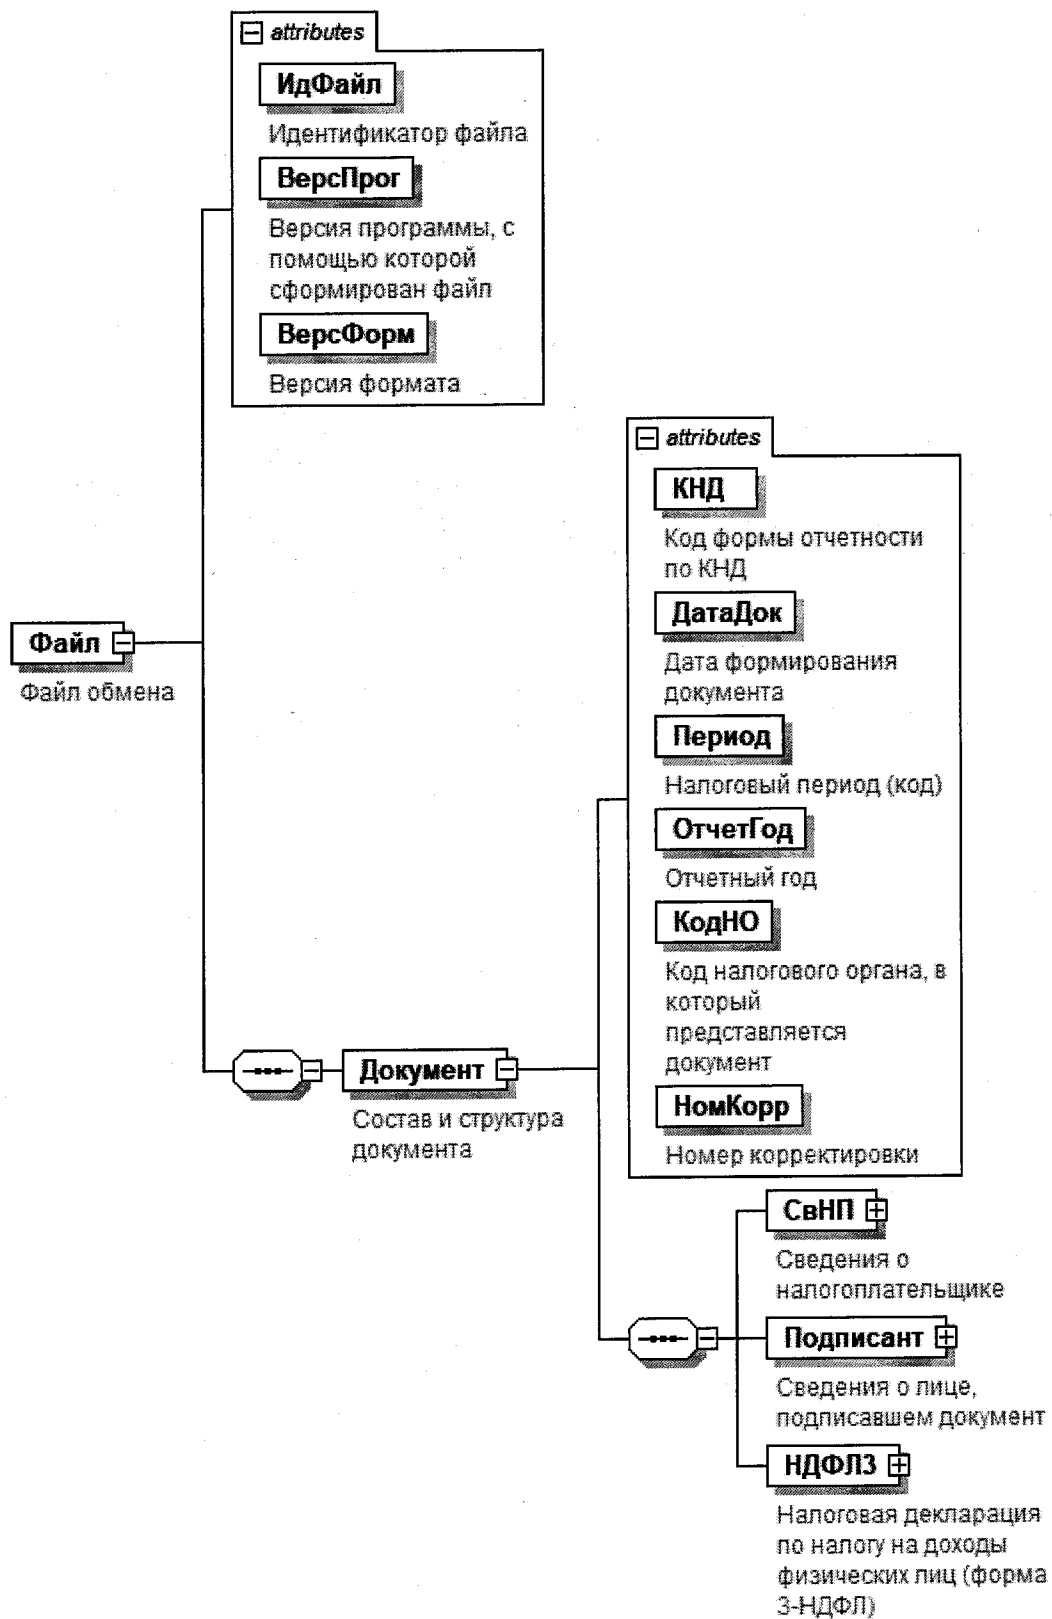 attributes
ИдФайл
Идентификатор файла
ВерсПрог
Версия программы, с
помощью которой
сформирован файл
ВерсФорм
Версия формата
Файл
Файл обмена
Документ
Состав и структура
документа
attributes
КНД
Код формы отчетности
по КНД
ДатаДок
Дата формирования
документа
Период
Налоговый период (код)
ОтчетГод
Отчетный год
КодНО
Код налогового органа, в
который
представляется
документ
НомКорр
Номер корректировки
СвНП
Сведения о
налогоплательщике
Подписант
Сведения о лице,
подписавшем документ
НДФЛ3
Налоговая декларация
по налогу на доходы
физических лиц (форма
3-НДФЛ)